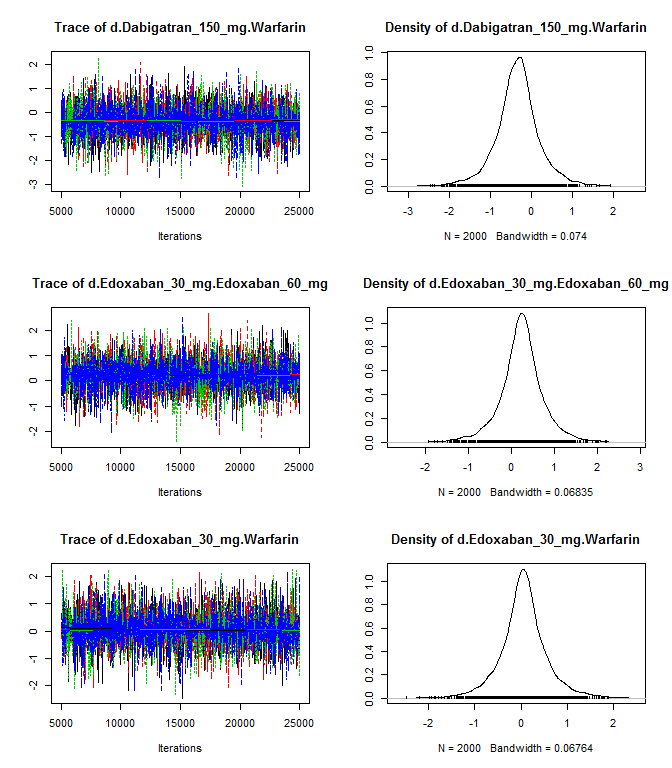 Trace of d.Dabigatran_150_mg.Warfarin
2
1
0
-1
-2
-3
5000 10000 15000 20000 25000
Iterations
Density of d.Dabigatran_150_mg.Warfarin
1.0
0.8
0.6
0.4
0.2
0.0
-3 -2 -1 0 1 2
N = 2000 Bandwidth = 0.074
Trace of d.Edoxaban_30_mg.Edoxaban_60_mg
2
1
0
-1
-2
5000 10000 15000 20000 25000
Iterations
Density of d.Edoxaban_30_mg.Edoxaban_60_mg
1.0
0.8
0.6
0.4
0.2
0.0
-2 -1 0 1 2 3
N = 2000 Bandwidth = 0.06835
Trace of d.Edoxaban_30_mg.Warfarin
2
1
0
-1
-2
5000 10000 15000 20000 25000
Iterations
Density of d.Edoxaban_30_mg.Warfarin
1.0
0.8
0.6
0.4
0.2
0.0
-2 -1 0 1 2
N = 2000 Bandwidth = 0.06764